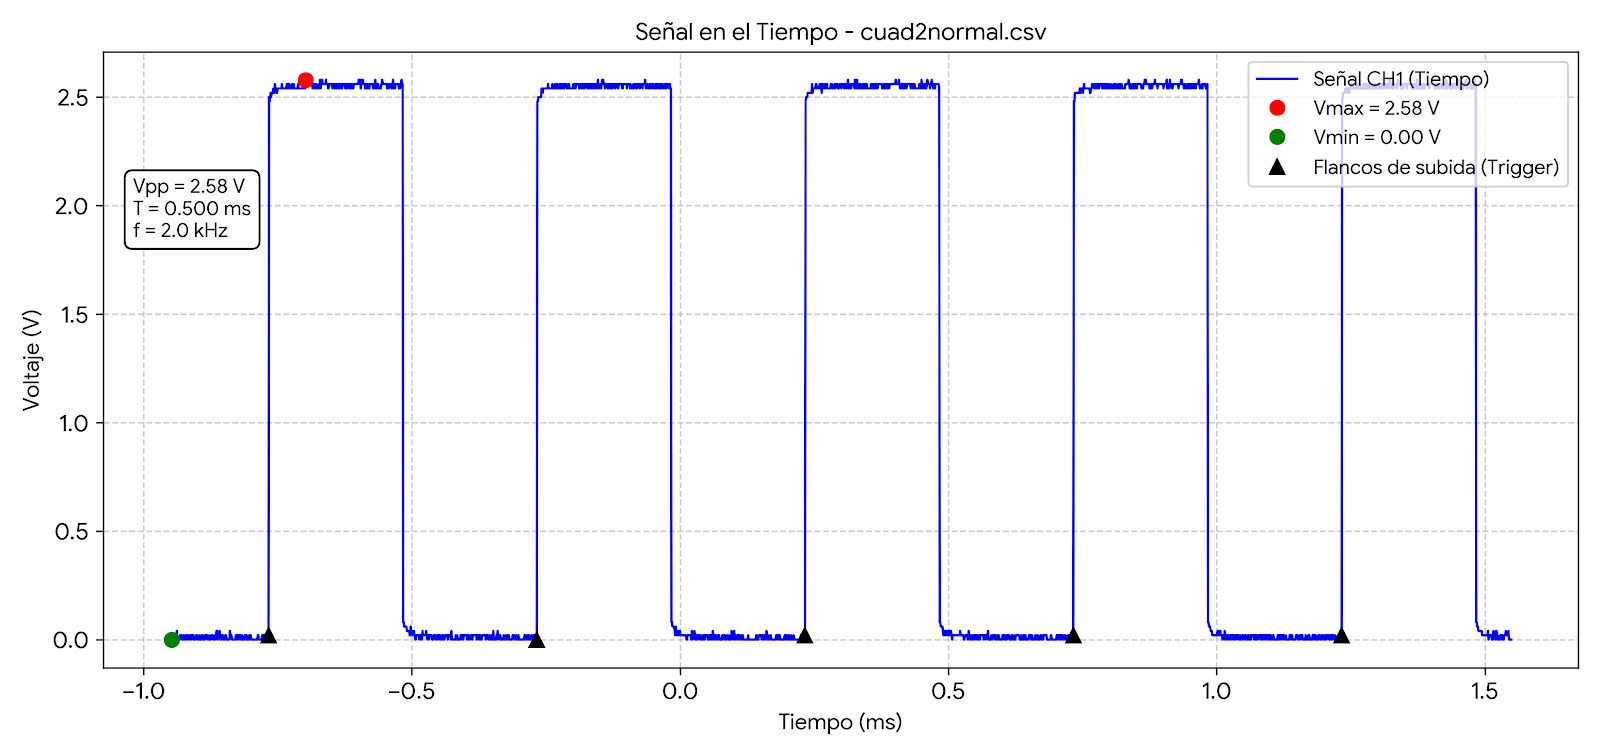 Señal en el Tiempo - cuad2normal.csv
Señal CH1 (Tiempo)
Vmax = 2.58 V
Vmin = 0.00 V
Flancos de subida (Trigger)
Vpp = 2.58 V
T = 0.500 ms
f = 2.0 kHz
Voltaje (V)
2.5
2.0
1.5
1.0
0.5
0.0
−1.0
−0.5
0.0
0.5
1.0
1.5
Tiempo (ms)